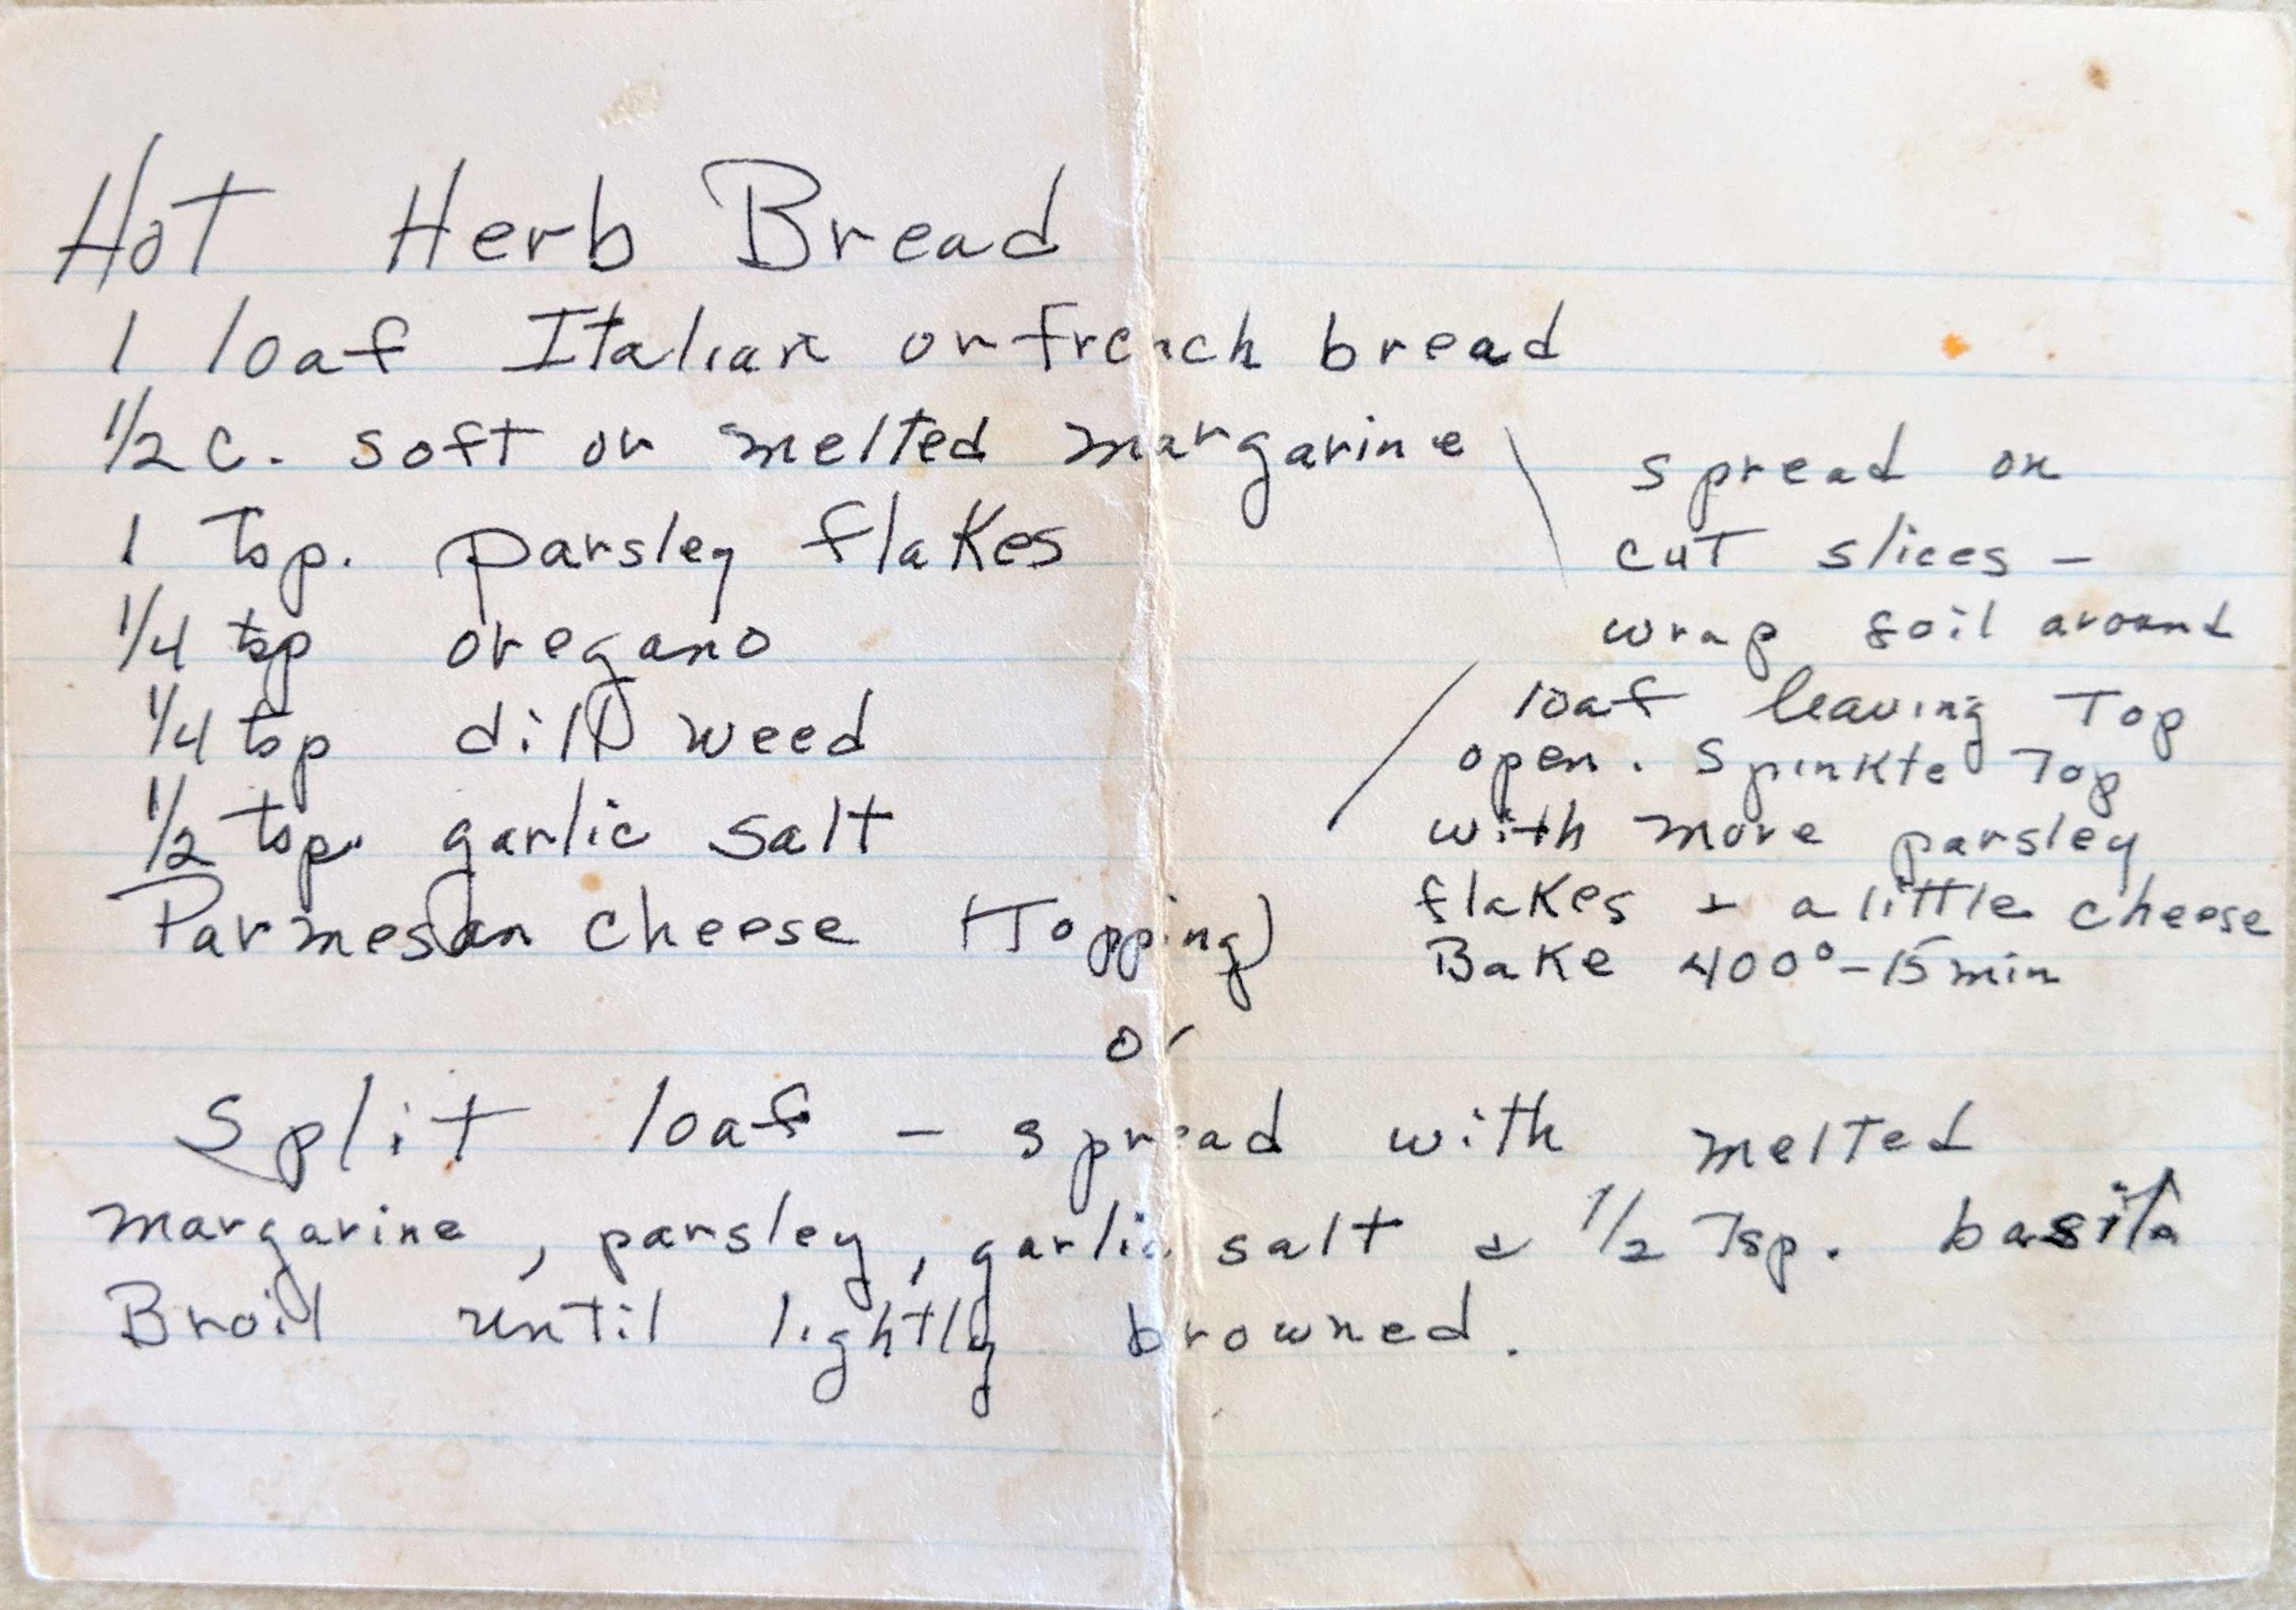 Hot Herb Bread
1 loaf Italian or french bread
1/2 c. soft or melted margarine
1 Tsp. parsley flakes
1/4 tsp oregano
1/4 tsp dill weed
1/2 tsp. garlic salt
Parmesan cheese (Topping)
spread on
cut slices -
wrap foil around
loaf leaving Top
open. Spinkle Top
with more parsley
flakes + a little cheese
Bake 400° - 15 min
or
Split loaf - spread with melted
margarine, parsley, garlic salt & 1/2 Tsp. basil
Broil until lightly browned.